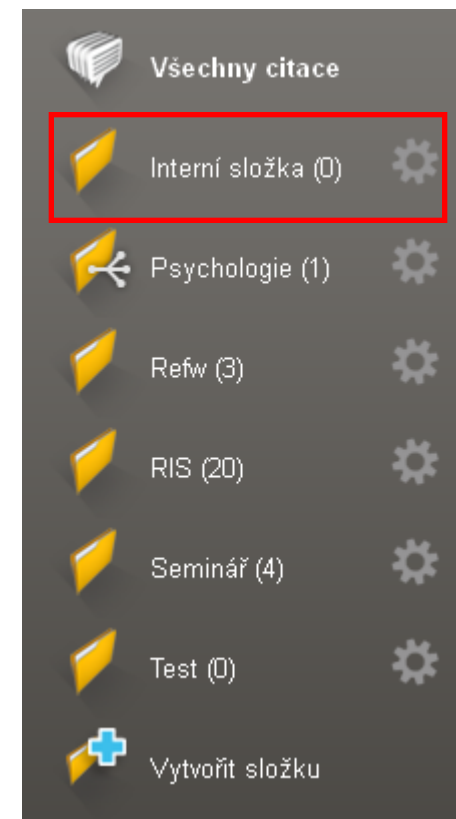 Všechny citace
Interní složka (0)
Psychologie (1)
Refw (3)
RIS (20)
Seminář (4)
Test (0)
Vytvořit složku